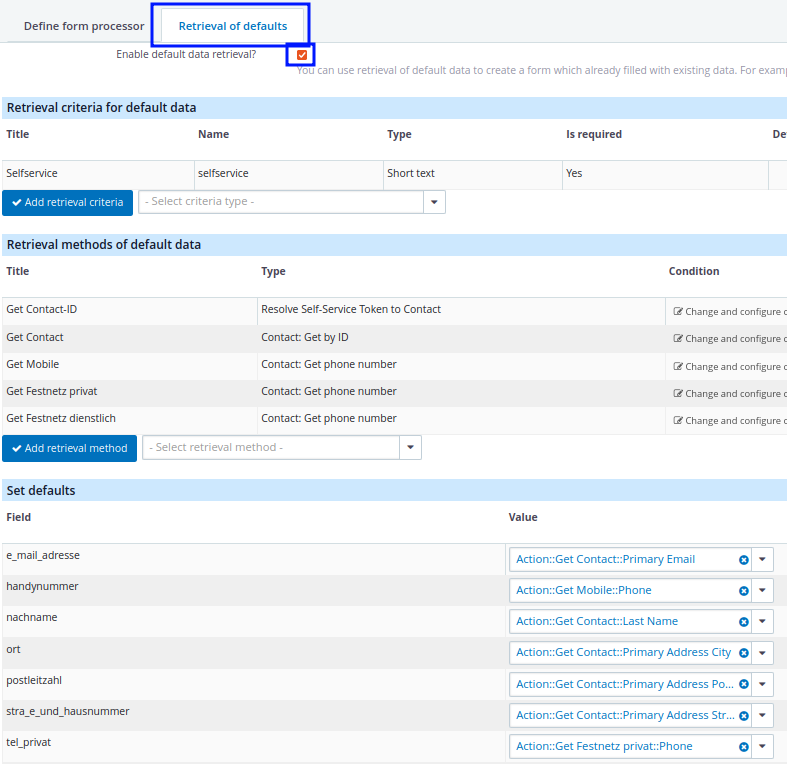 Define form processor Retrieval of defaults
Enable default data retrieval?
You can use retrieval of default data to create a form which already filled with existing data. For examp
Retrieval criteria for default data
Title Name Type Is required De
Selfservice selfservice Short text Yes
Add retrieval criteria - Select criteria type -
Retrieval methods of default data
Title Type Condition
Get Contact-ID Resolve Self-Service Token to Contact Change and configure c
Get Contact Contact: Get by ID Change and configure c
Get Mobile Contact: Get phone number Change and configure c
Get Festnetz privat Contact: Get phone number Change and configure c
Get Festnetz dienstlich Contact: Get phone number Change and configure c
Add retrieval method - Select retrieval method -
Set defaults
Field Value
e_mail_adresse Action::Get Contact::Primary Email
handynummer Action::Get Mobile::Phone
nachname Action::Get Contact::Last Name
ort Action::Get Contact::Primary Address City
postleitzahl Action::Get Contact::Primary Address Po...
stra_e_und_hausnummer Action::Get Contact::Primary Address Str...
tel_privat Action::Get Festnetz privat::Phone